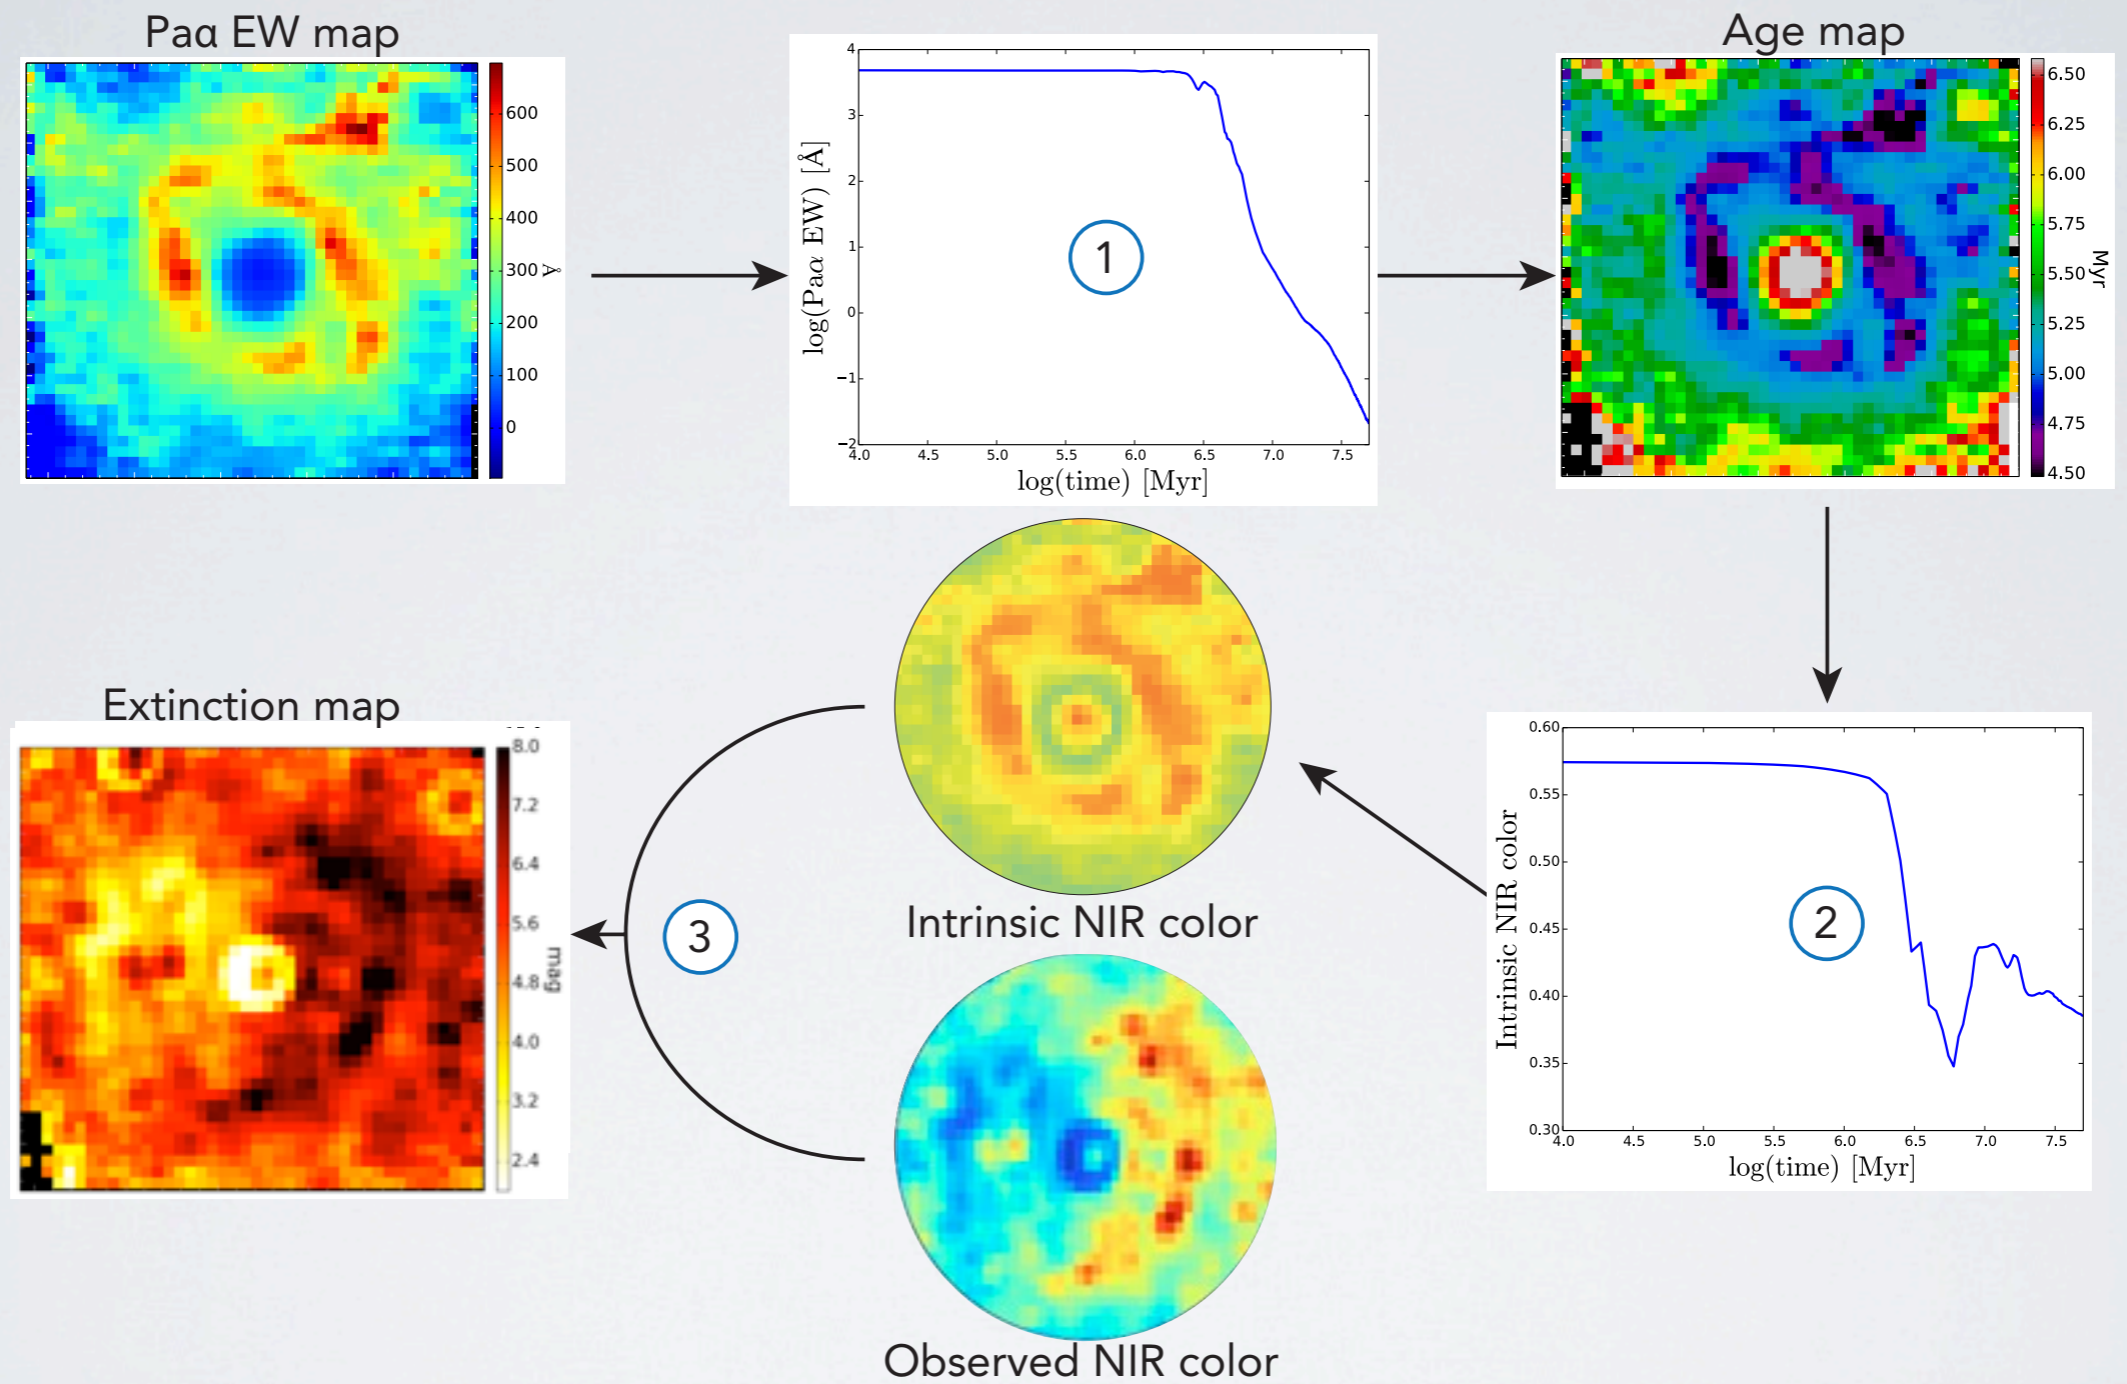 Paα EW map
600
500
400
300
200
100
0
Å
4
3
2
1
0
−1
−2
log(Paα EW) [Å]
1
4.0 4.5 5.0 5.5 6.0 6.5 7.0 7.5
log(time) [Myr]
Age map
6.50
6.25
6.00
5.75
5.50
5.25
5.00
4.75
4.50
Myr
Extinction map
8.0
7.2
6.4
5.6
4.8
4.0
3.2
2.4
mag
3
Intrinsic NIR color
Observed NIR color
0.60
0.55
0.50
0.45
0.40
0.35
0.30
Intrinsic NIR color
2
4.0 4.5 5.0 5.5 6.0 6.5 7.0 7.5
log(time) [Myr]